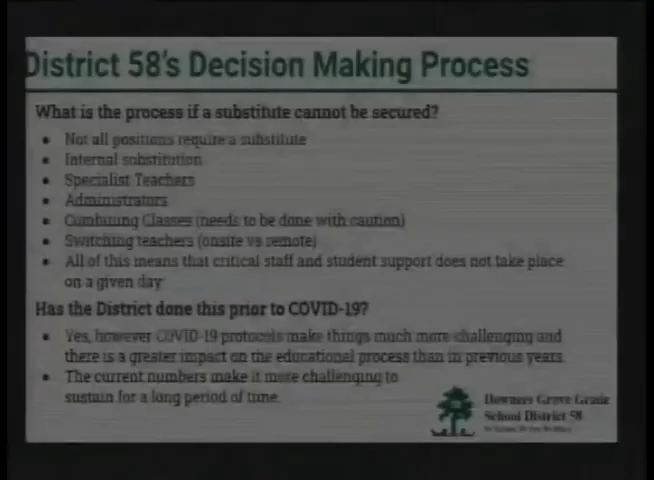 District 58's Decision Making Process
What is the process if a substitute cannot be secured?
• Not all positions require a substitute
• Internal substitution
• Specialist Teachers
• Administrators
• Combining Classes (needs to be done with caution)
• Switching teachers (onsite vs remote)
• All of this means that critical staff and student support does not take place
on a given day
Has the District done this prior to COVID-19?
• Yes, however COVID-19 protocols make things much more challenging and
there is a greater impact on the educational process than in previous years.
• The current numbers make it more challenging to
sustain for a long period of time.
Downers Grove Grade
School District 58